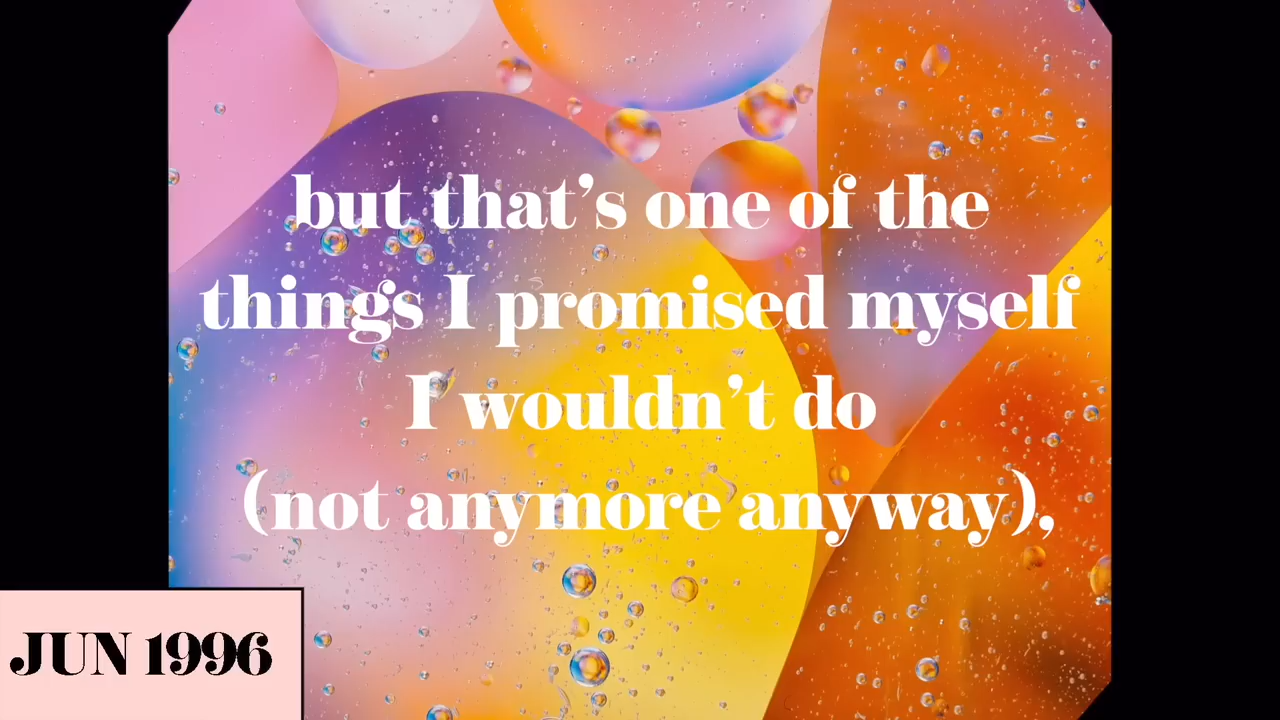 but that’s one of the
things I promised myself
I wouldn’t do
(not anymore anyway),
JUN 1996